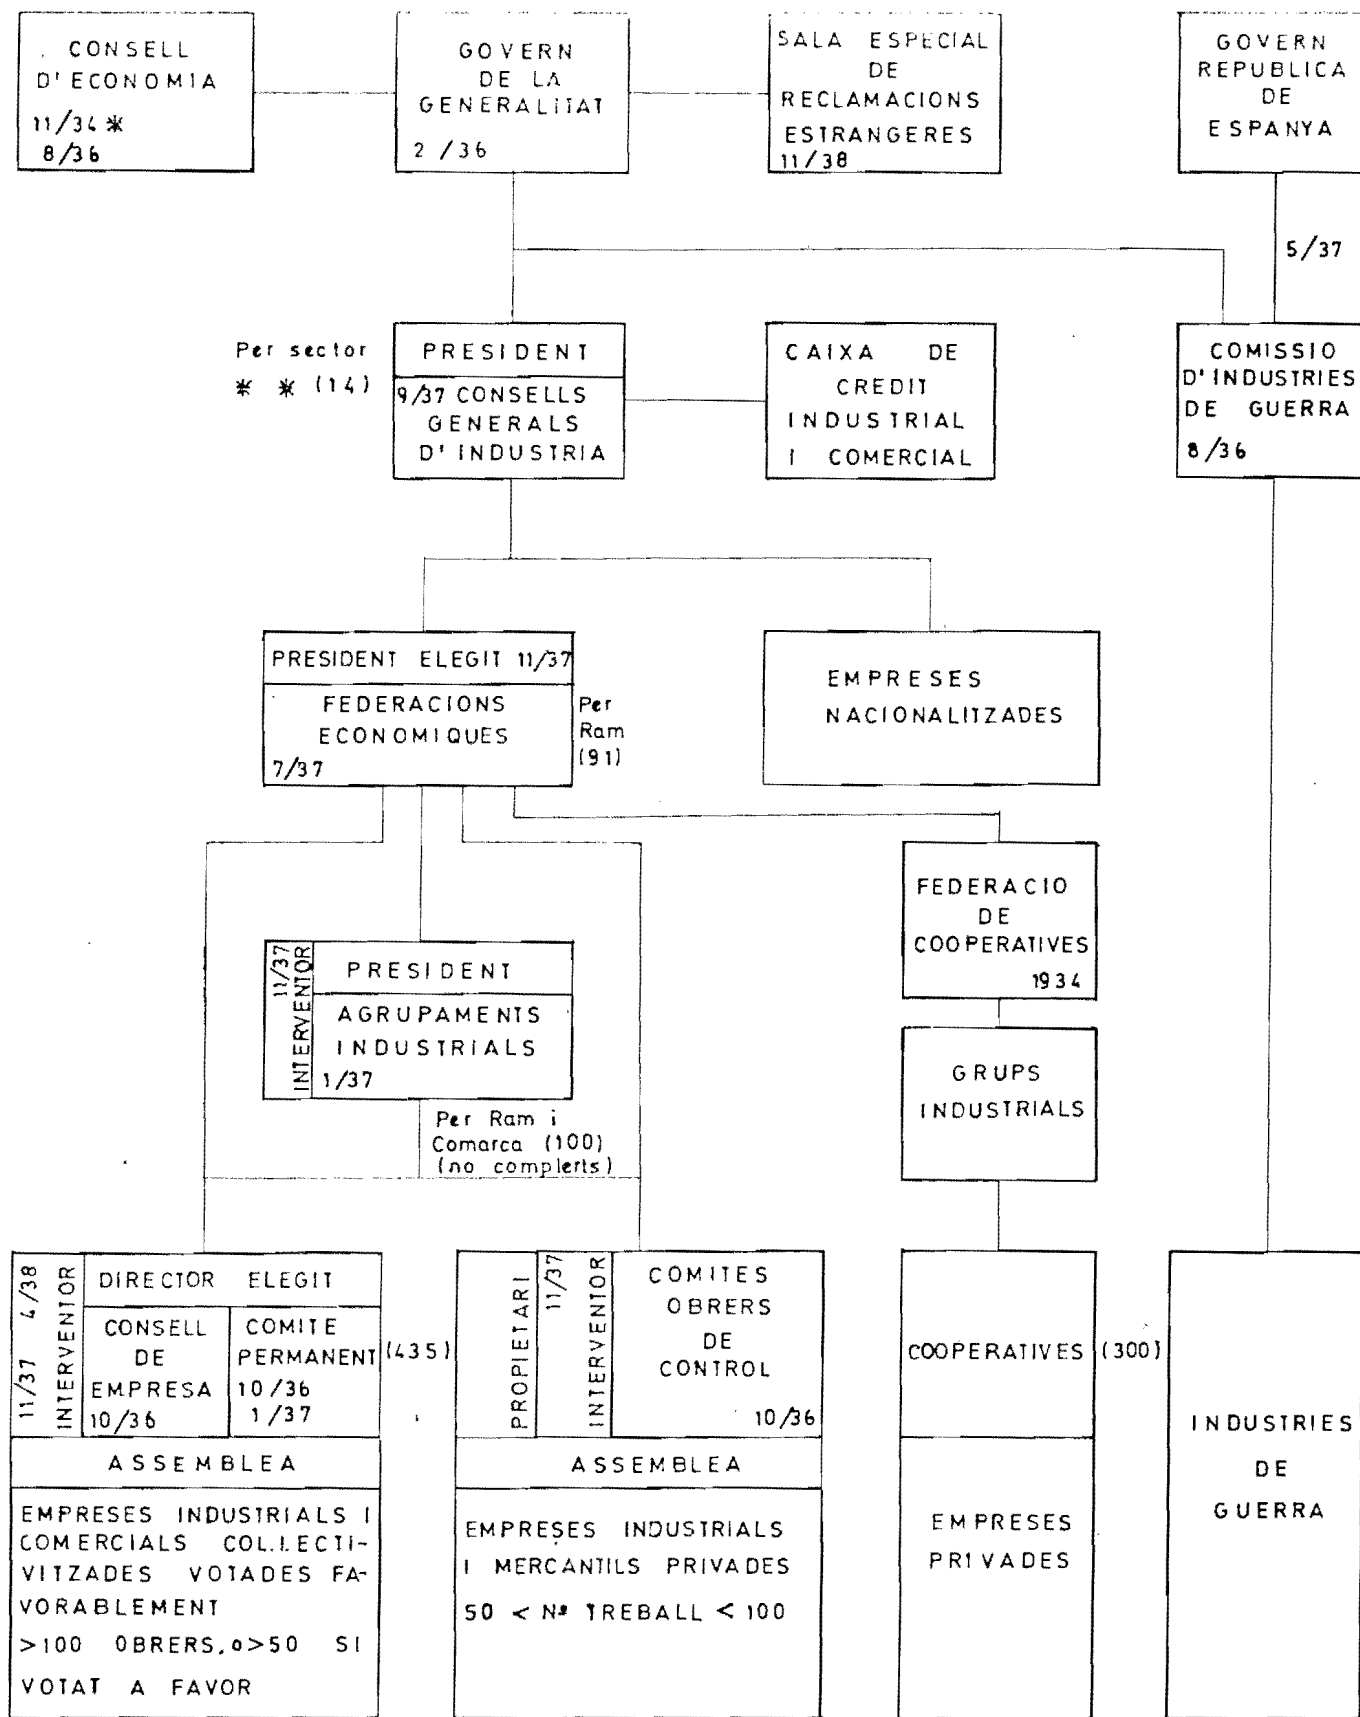 CONSELL
D'ECONOMIA
11/34 *
8/36
GOVERN
DE LA
GENERALITAT
2 /36
SALA ESPECIAL
DE
RECLAMACIONS
ESTRANGERES
11/38
GOVERN
REPUBLICA
DE
ESPANYA
5/37
Per sector
* * (14)
PRESIDENT
9/37 CONSELLS
GENERALS
D'INDUSTRIA
CAIXA DE
CREDIT
INDUSTRIAL
I COMERCIAL
COMISSIO
D'INDUSTRIES
DE GUERRA
8/36
PRESIDENT ELEGIT 11/37
FEDERACIONS
ECONOMIQUES
7/37
Per
Ram
(91)
EMPRESES
NACIONALITZADES
FEDERACIO
DE
COOPERATIVES
1934
11/37
INTERVENTOR
PRESIDENT
AGRUPAMENTS
INDUSTRIALS
1/37
Per Ram i
Comarca (100)
(no complerts)
GRUPS
INDUSTRIALS
11/37 4/38
INTERVENTOR
DIRECTOR ELEGIT
CONSELL
DE
EMPRESA
10/36
COMITE
PERMANENT
10/36
1/37
(435)
ASSEMBLEA
EMPRESES INDUSTRIALS I
COMERCIALS COL.LECTI-
VITZADES VOTADES FA-
VORABLEMENT
>100 OBRERS, o>50 SI
VOTAT A FAVOR
PROPIETARI
11/37
INTERVENTOR
COMITES
OBRERS
DE
CONTROL
10/36
ASSEMBLEA
EMPRESES INDUSTRIALS
I MERCANTILS PRIVADES
50 < Nº TREBALL < 100
COOPERATIVES (300)
EMPRESES
PRIVADES
INDUSTRIES
DE
GUERRA